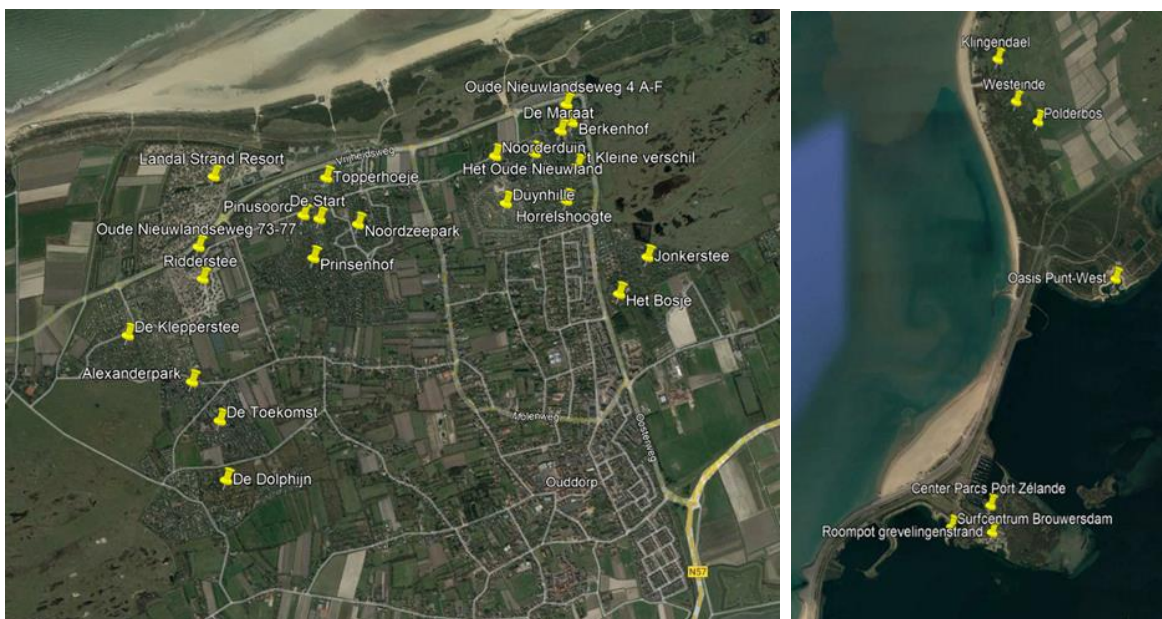 Oude Nieuwlandseweg 4 A-F
De Maraat
Berkenhof
Noorderduin
t Kleine verschil
Het Oude Nieuwland
Landal Strand Resort
Vrijheidsweg
Topperhoeje
Duynhille
Horrelshoogte
Pinusoord
De Start
Noordzeepark
Oude Nieuwlandseweg 73-77
Ridderstee
Prinsenhof
Jonkerstee
Het Bosje
De Klepperstee
Alexanderpark
De Toekomst
Molenweg
Oosterweg
De Dolphijn
Ouddorp
N57
Klingendael
Westeinde
Polderbos
Oasis Punt-West
Center Parcs Port Zélande
Surfcentrum Brouwersdam
Roompot grevelingenstrand